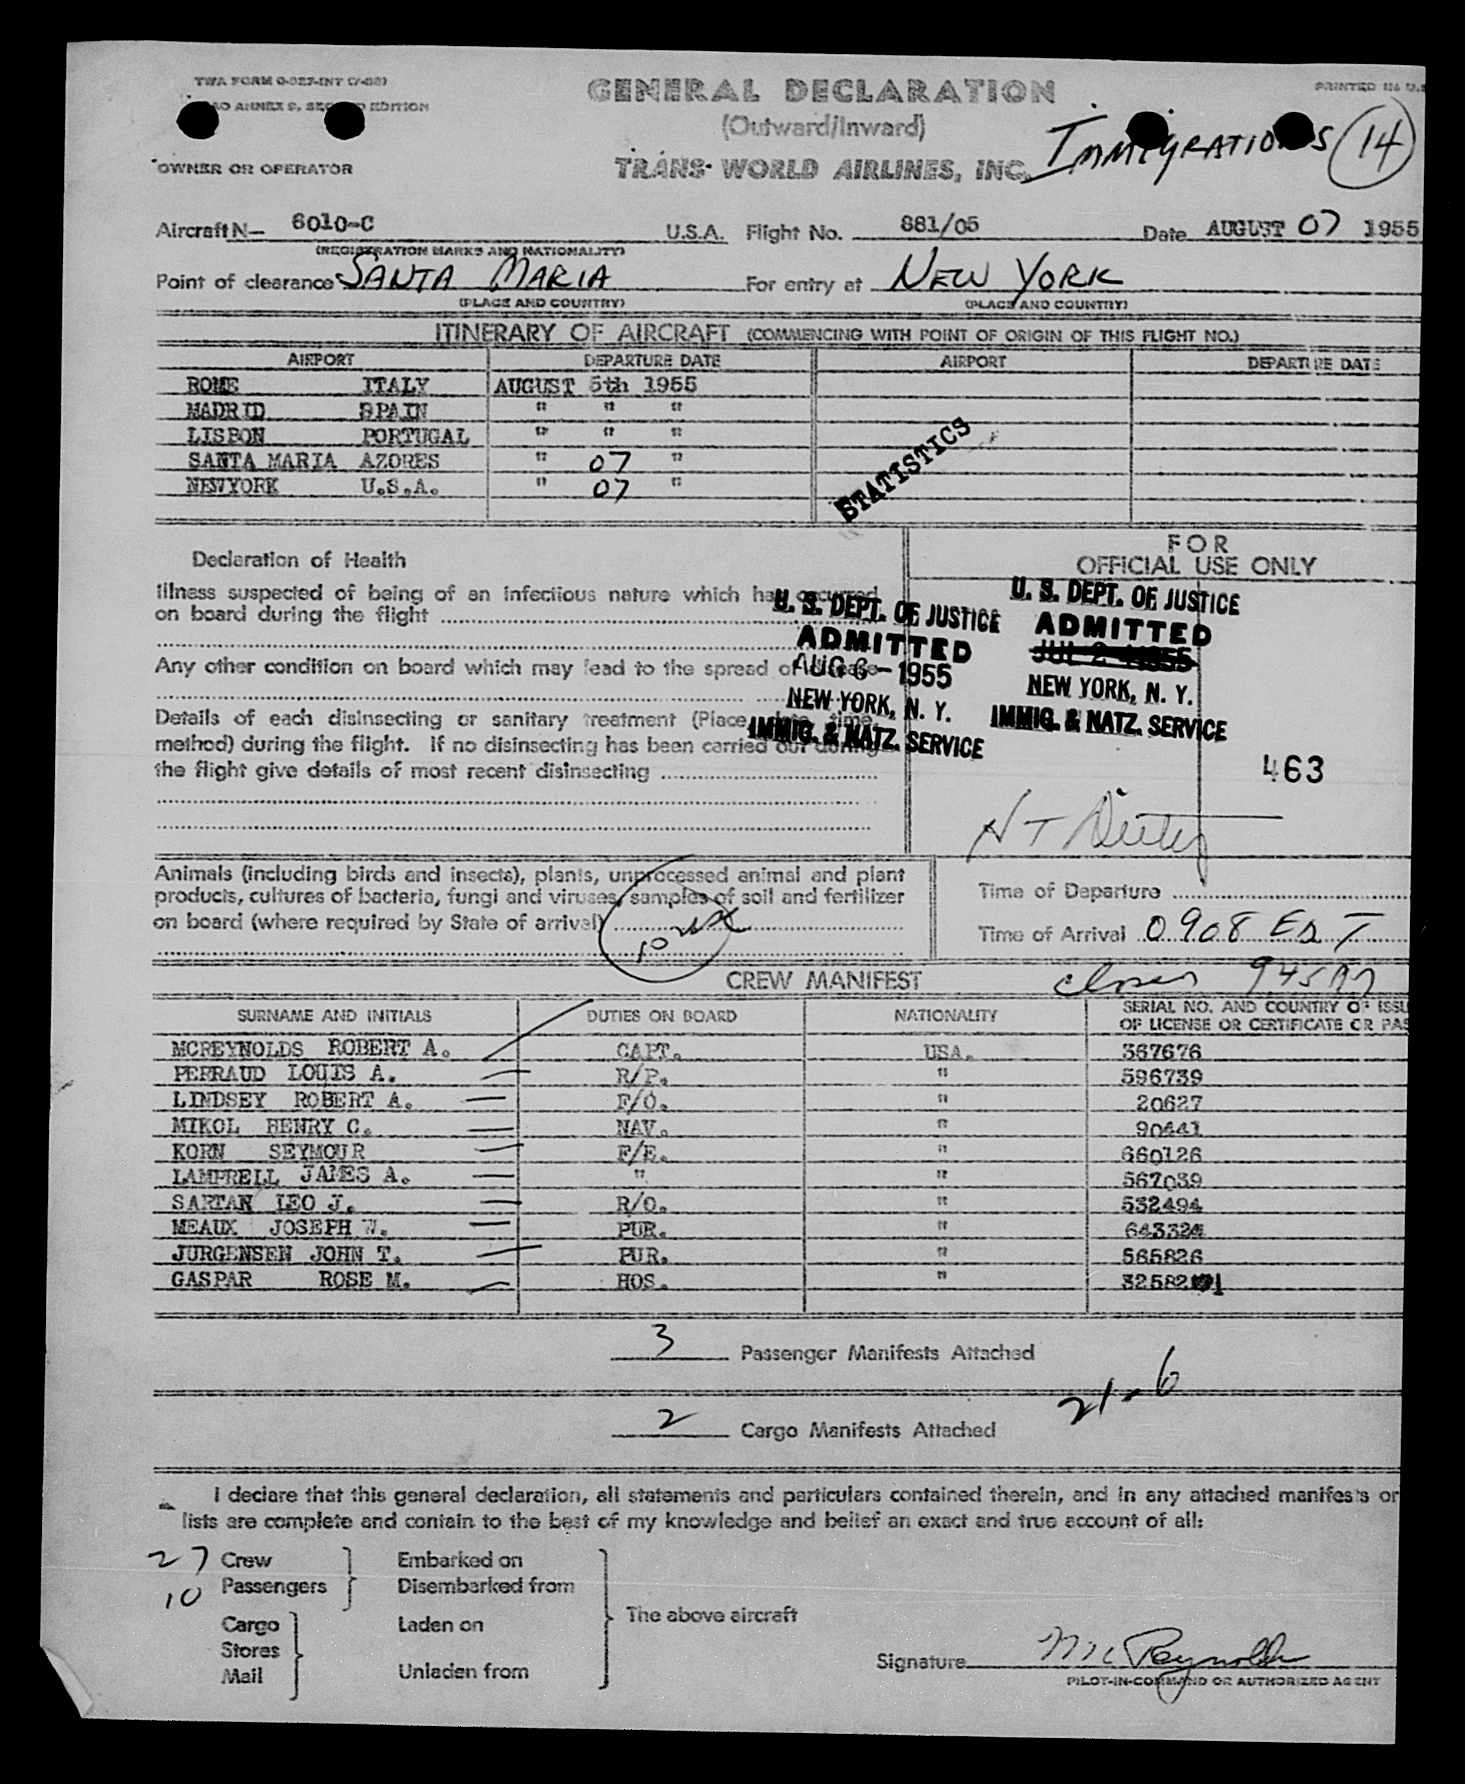 TWA FORM O-327-INT
GENERAL DECLARATION
PRINTED IN U.S
ANNEX 9, SECOND EDITION
(Outward/Inward)
IMMIGRATIONS 14
OWNER OR OPERATOR
TRANS WORLD AIRLINES, INC.
Aircraft N— 6010-C U.S.A. Flight No. 881/05 Date AUGUST 07 1955
(REGISTRATION MARKS AND NATIONALITY)
Point of clearance SANTA MARIA For entry at NEW YORK
(PLACE AND COUNTRY) (PLACE AND COUNTRY)
ITINERARY OF AIRCRAFT (COMMENCING WITH POINT OF ORIGIN OF THIS FLIGHT NO.)
AIRPORT DEPARTURE DATE AIRPORT DEPARTURE DATE
ROME ITALY AUGUST 5th 1955
MADRID SPAIN " " "
LISBON PORTUGAL " " "
SANTA MARIA AZORES " 07 "
NEWYORK U.S.A. " 07 "
STATISTICS
Declaration of Health
FOR
OFFICIAL USE ONLY
Illness suspected of being of an infectious nature which has occurred
on board during the flight
Any other condition on board which may lead to the spread of disease
Details of each disinsecting or sanitary treatment (Place, date, time,
method) during the flight. If no disinsecting has been carried out during
the flight give details of most recent disinsecting
U. S. DEPT. OF JUSTICE
ADMITTED
AUG 6 - 1955
NEW YORK, N. Y.
IMMIG. & NATZ. SERVICE
U. S. DEPT. OF JUSTICE
ADMITTED
NEW YORK, N. Y.
IMMIG. & NATZ. SERVICE
463
Animals (including birds and insects), plants, unprocessed animal and plant
products, cultures of bacteria, fungi and viruses, samples of soil and fertilizer
on board (where required by State of arrival)
10
Time of Departure
Time of Arrival 0908 EDT
CREW MANIFEST
closed 945 am
SURNAME AND INITIALS DUTIES ON BOARD NATIONALITY SERIAL NO. AND COUNTRY OF ISSU
OF LICENSE OR CERTIFICATE OR PAS
MCREYNOLDS ROBERT A. CAPT. USA. 367676
PERRAUD LOUIS A. R/P. " 596739
LINDSEY ROBERT A. F/O. " 20627
MIKOL HENRY C. NAV. " 90441
KORN SEYMOUR F/E. " 660126
LAMPRELL JAMES A. " " 567039
SARTAN LEO J. R/O. " 532494
MEAUX JOSEPH W. PUR. " 643324
JURGENSEN JOHN T. PUR. " 565826
GASPAR ROSE M. HOS. " 32582
3 Passenger Manifests Attached
21-6
2 Cargo Manifests Attached
I declare that this general declaration, all statements and particulars contained therein, and in any attached manifests or
lists are complete and contain to the best of my knowledge and belief an exact and true account of all:
27 Crew Embarked on
10 Passengers Disembarked from
The above aircraft
Cargo Laden on
Stores
Mail Unladen from
Signature McReynolds
PILOT-IN-COMMAND OR AUTHORIZED AGENT